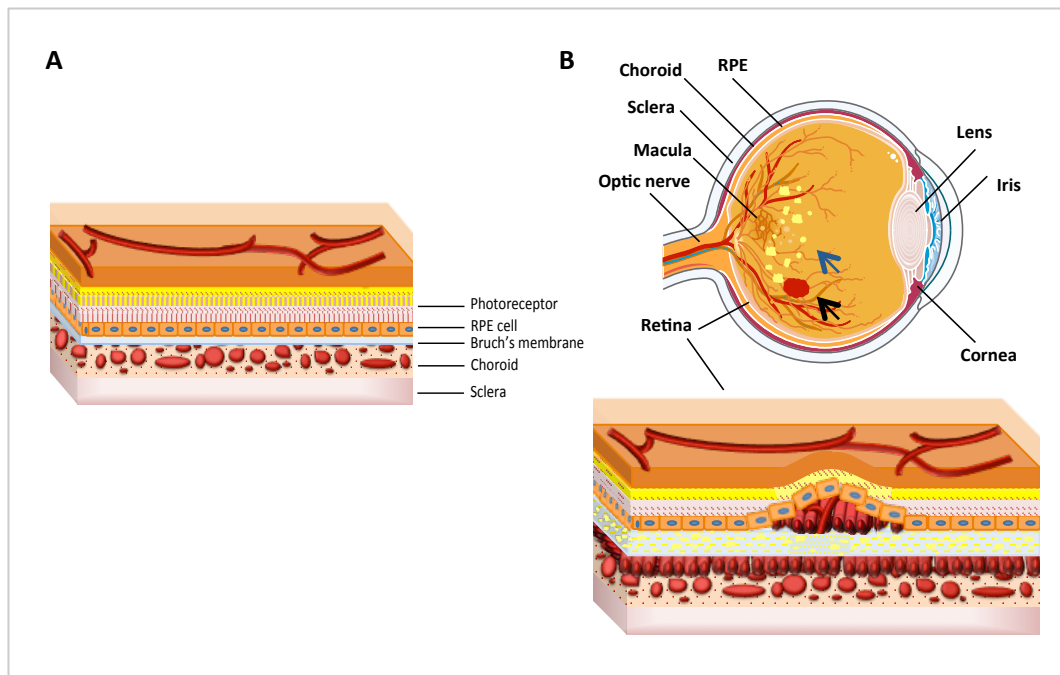 A
Photoreceptor
RPE cell
Bruch's membrane
Choroid
Sclera
B
Choroid
RPE
Sclera
Macula
Optic nerve
Lens
Iris
Retina
Cornea